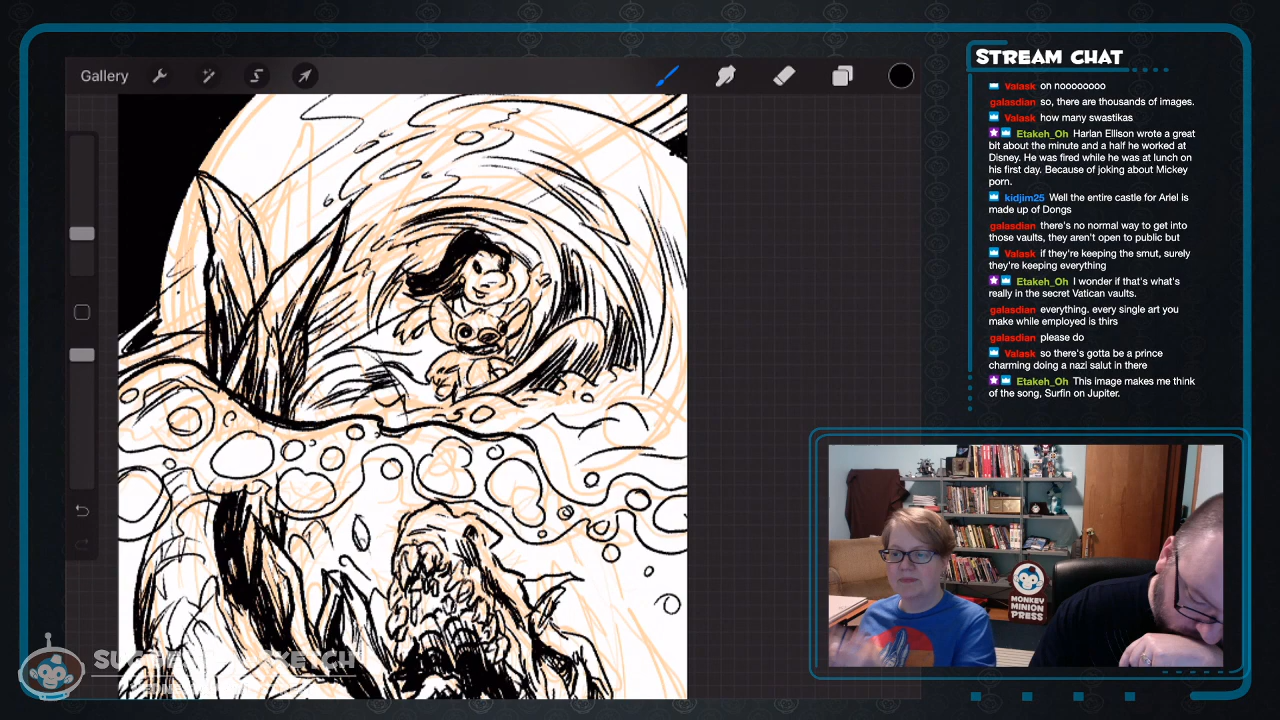 Gallery
STREAM CHAT
Valask oh noooooooo
galasdian so, there are thousands of images.
Valask how many swastikas
Etakeh_Oh Harlan Ellison wrote a great
bit about the minute and a half he worked at
Disney. He was fired while he was at lunch on
his first day. Because of joking about Mickey
porn.
kidjim25 Well the entire castle for Ariel is
made up of Dongs
galasdian there's no normal way to get into
those vaults, they aren't open to public but
Valask if they're keeping the smut, surely
they're keeping everything
Etakeh_Oh I wonder if that's what's
really in the secret Vatican vaults.
galasdian everything. every single art you
make while employed is thirs
galasdian please do
Valask so there's gotta be a prince
charming doing a nazi salut in there
Etakeh_Oh This image makes me think
of the song, Surfin on Jupiter.
MONKEY
MINION
PRESS